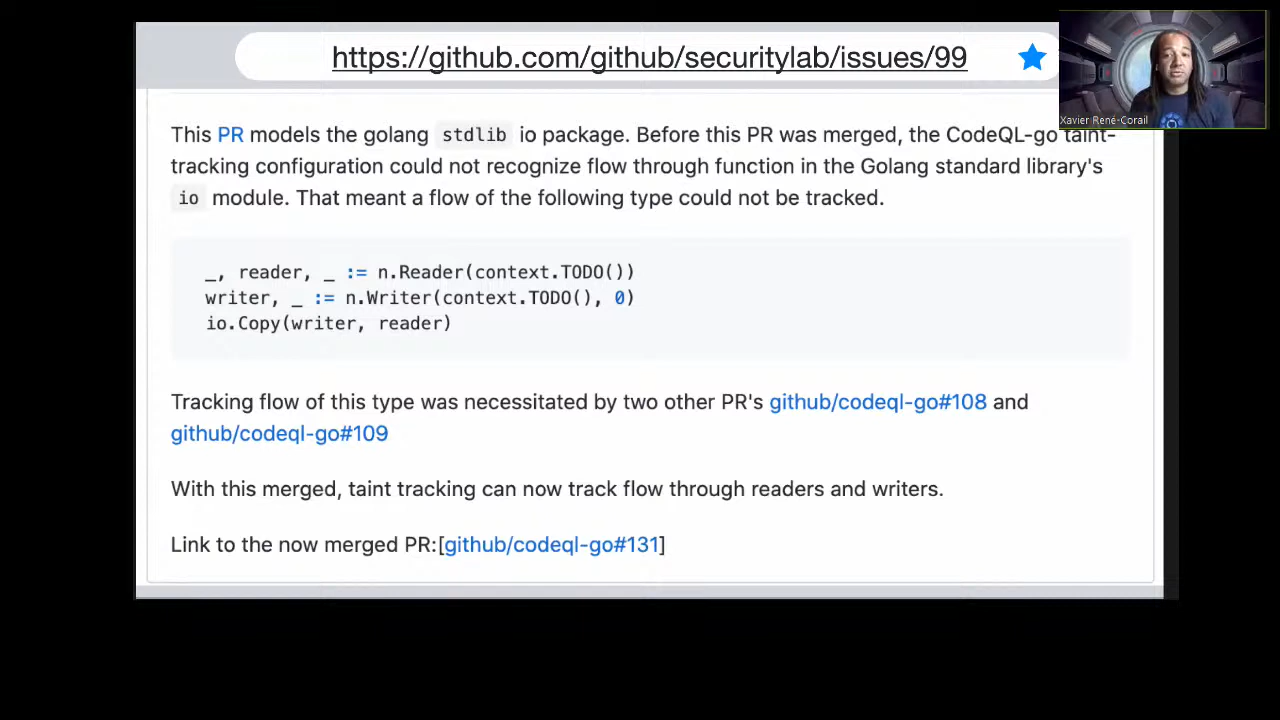 https://github.com/github/securitylab/issues/99
Xavier René-Corail
This PR models the golang stdlib io package. Before this PR was merged, the CodeQL-go taint-
tracking configuration could not recognize flow through function in the Golang standard library's
io module. That meant a flow of the following type could not be tracked.
_, reader, _ := n.Reader(context.TODO())
writer, _ := n.Writer(context.TODO(), 0)
io.Copy(writer, reader)
Tracking flow of this type was necessitated by two other PR's github/codeql-go#108 and
github/codeql-go#109
With this merged, taint tracking can now track flow through readers and writers.
Link to the now merged PR:[github/codeql-go#131]